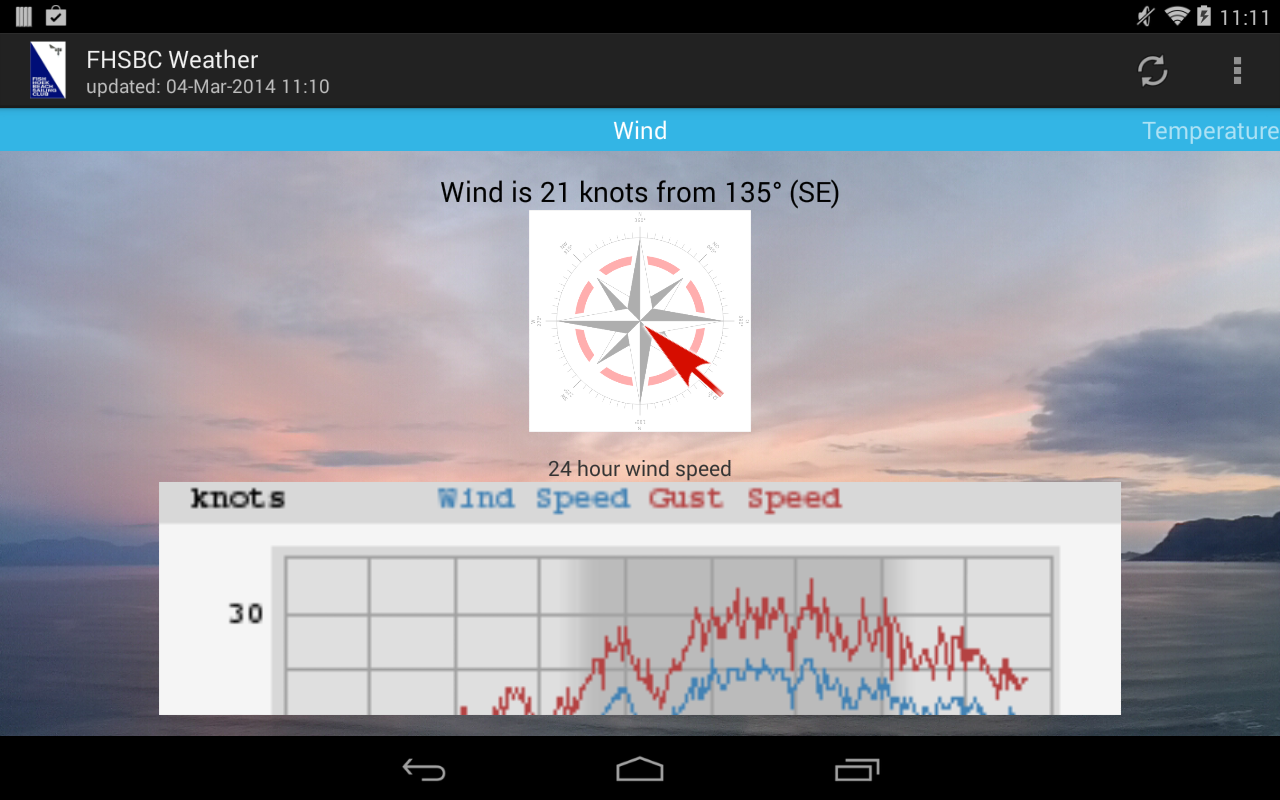 11:11
FHSBC Weather
FISH
HOEK
BEACH
SAILING
CLUB
updated: 04-Mar-2014 11:10
Wind
Temperature
Wind is 21 knots from 135° (SE)
24 hour wind speed
knots Wind Speed Gust Speed
30